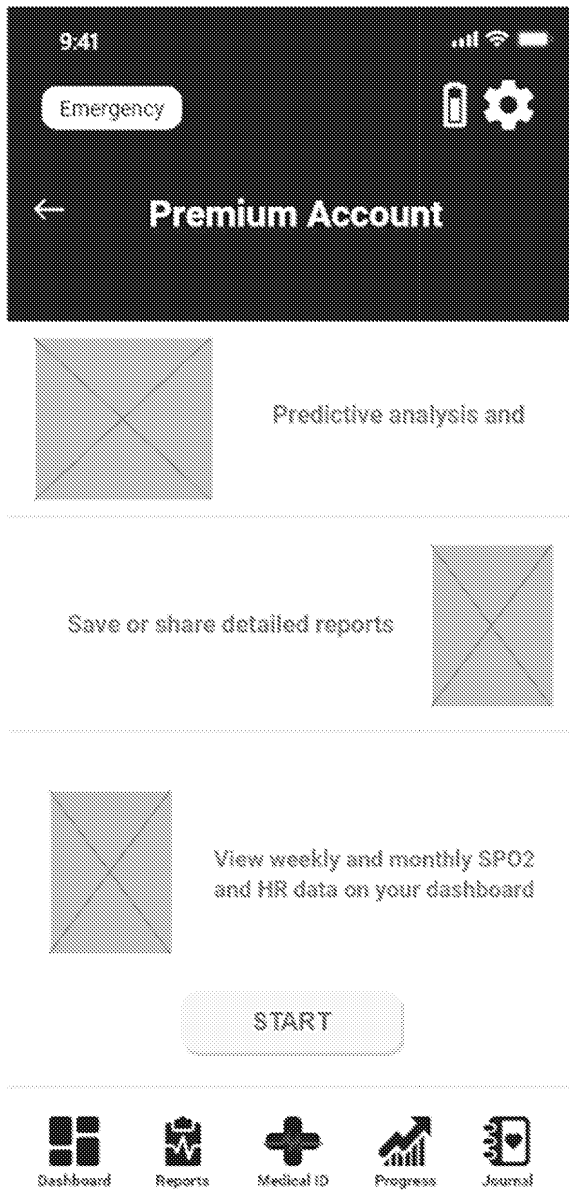 9:41
Emergency
Premium Account
Predictive analysis and
Save or share detailed reports
View weekly and monthly SPO2
and HR data on your dashboard
START
Dashboard Reports Medical ID Progress Journal